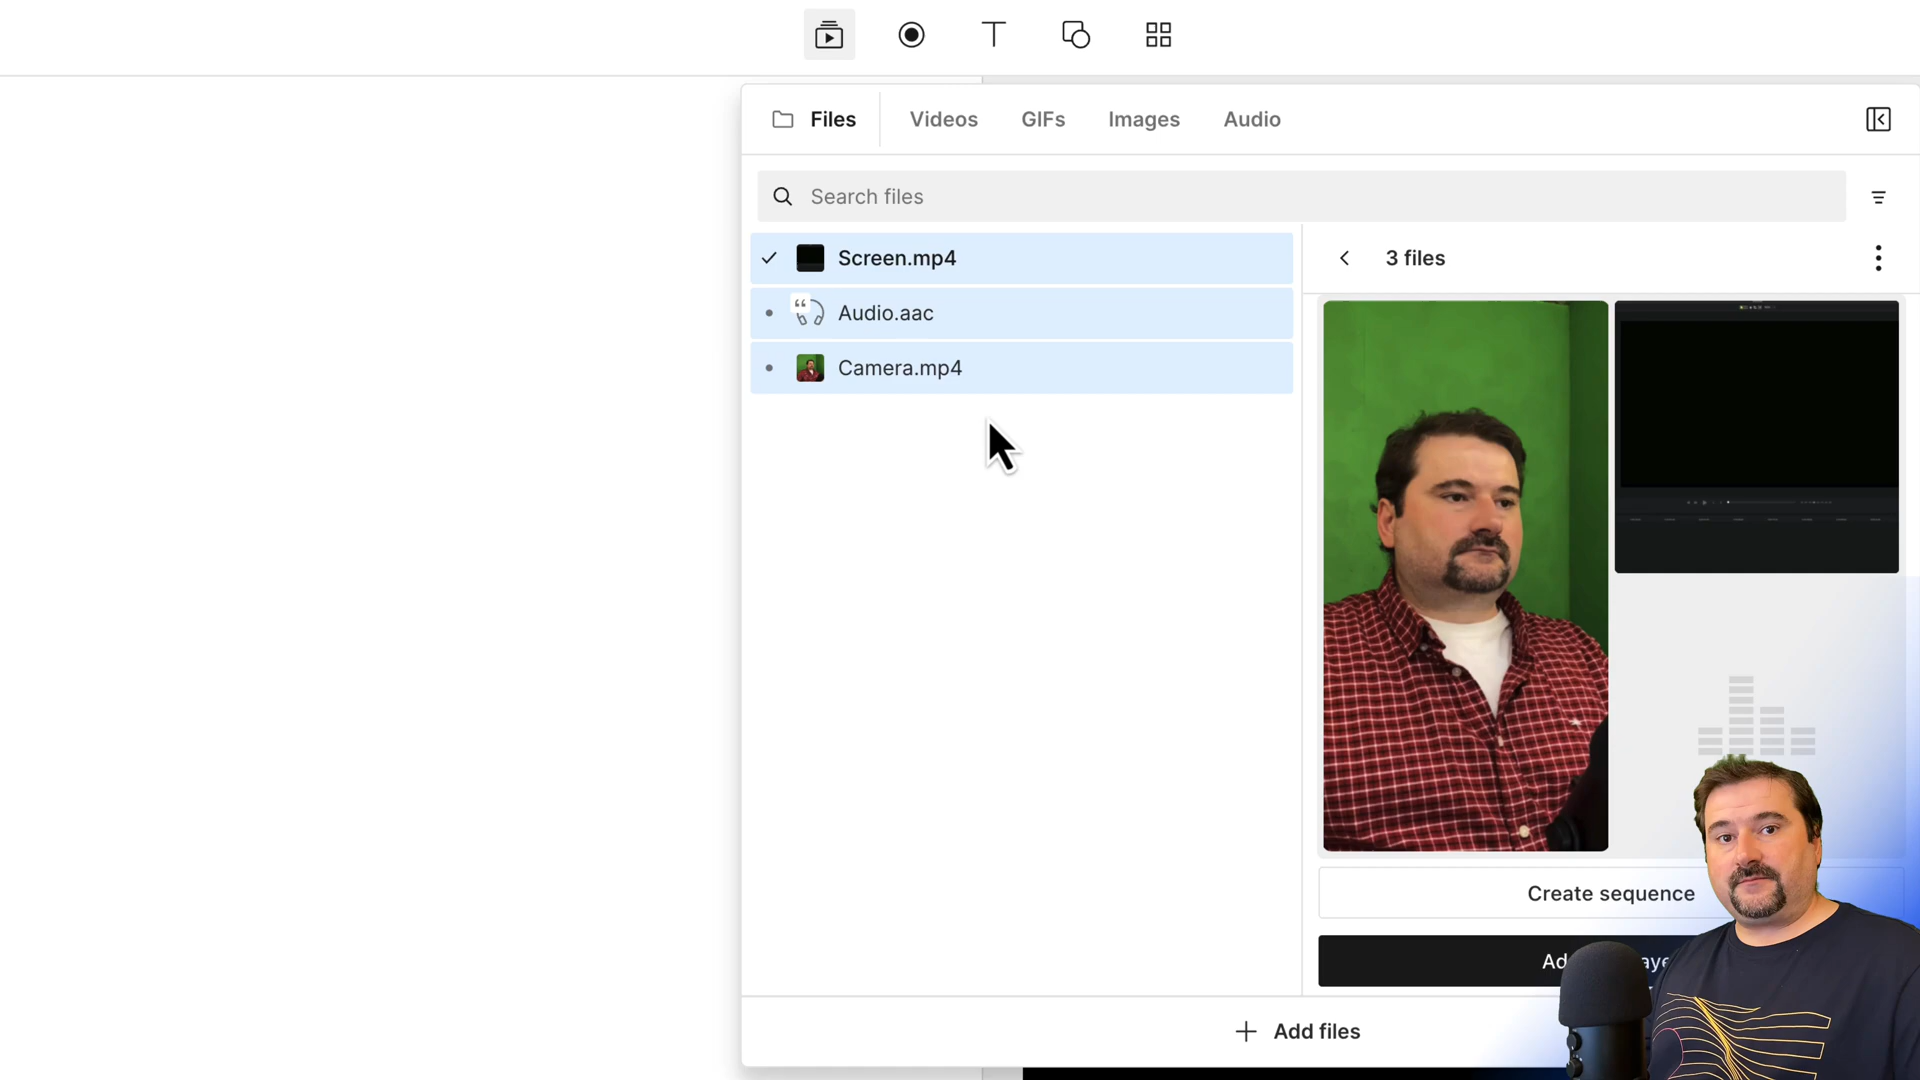 Files
Videos
GIFs
Images
Audio
Search files
Screen.mp4
Audio.aac
Camera.mp4
3 files
Create sequence
Add files